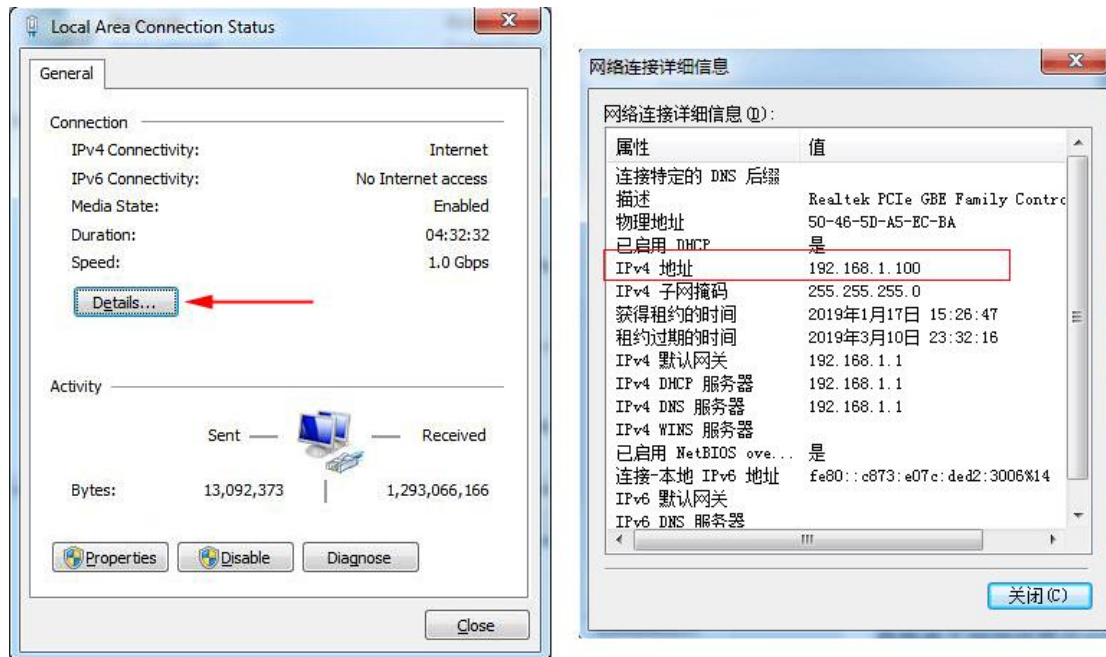 Local Area Connection Status
General
Connection
IPv4 Connectivity: Internet
IPv6 Connectivity: No Internet access
Media State: Enabled
Duration: 04:32:32
Speed: 1.0 Gbps
Details...
Activity
Sent — — Received
Bytes: 13,092,373 | 1,293,066,166
Properties Disable Diagnose
Close
网络连接详细信息
网络连接详细信息(D):
属性 值
连接特定的 DNS 后缀
描述 Realtek PCIe GBE Family Contro
物理地址 50-46-5D-A5-EC-BA
已启用 DHCP 是
IPv4 地址 192.168.1.100
IPv4 子网掩码 255.255.255.0
获得租约的时间 2019年1月17日 15:26:47
租约过期的时间 2019年3月10日 23:32:16
IPv4 默认网关 192.168.1.1
IPv4 DHCP 服务器 192.168.1.1
IPv4 DNS 服务器 192.168.1.1
IPv4 WINS 服务器
已启用 NetBIOS ove... 是
连接-本地 IPv6 地址 fe80::c873:e07c:ded2:3006%14
IPv6 默认网关
IPv6 DNS 服务器
关闭(C)